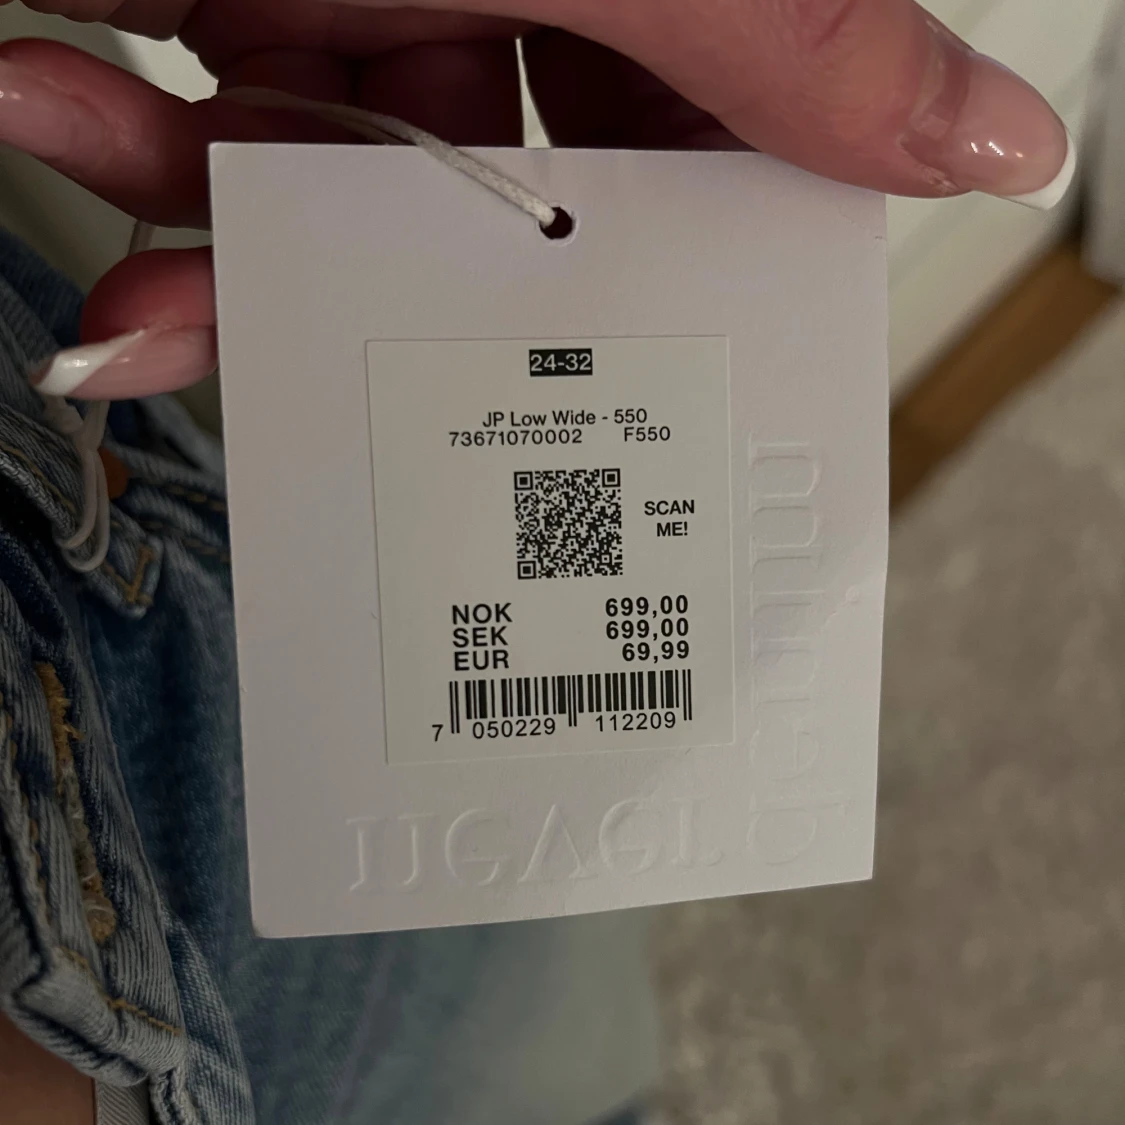 24-32
JP Low Wide - 550
73671070002 F550
SCAN
ME!
NOK 699,00
SEK 699,00
EUR 69,99
7 050229 112209
never